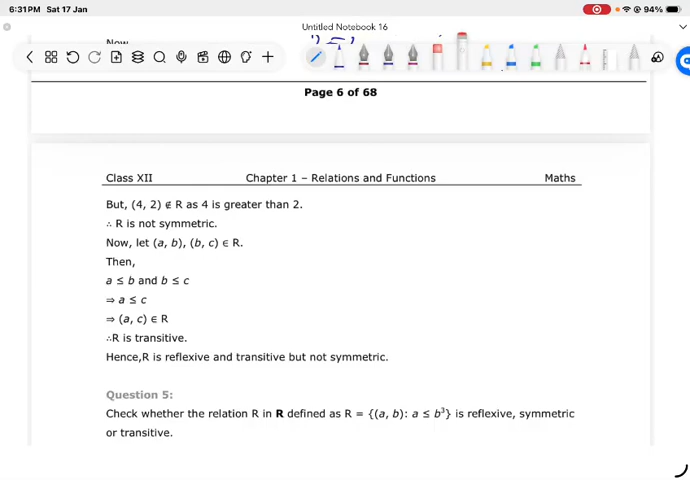 6:31PM Sat 17 Jan
94%
Untitled Notebook 16
Now
Page 6 of 68
Class XII Chapter 1 – Relations and Functions Maths
But, (4, 2) ∉ R as 4 is greater than 2.
∴ R is not symmetric.
Now, let (a, b), (b, c) ∈ R.
Then,
a ≤ b and b ≤ c
⇒ a ≤ c
⇒ (a, c) ∈ R
∴R is transitive.
Hence,R is reflexive and transitive but not symmetric.
Question 5:
Check whether the relation R in R defined as R = {(a, b): a ≤ b³} is reflexive, symmetric
or transitive.